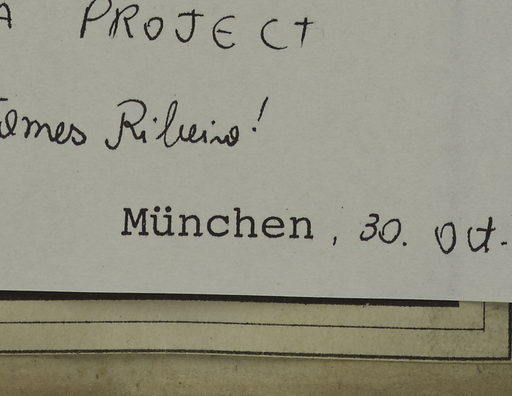 A PROJECT
Ribeiro!
München, 30. Oct.